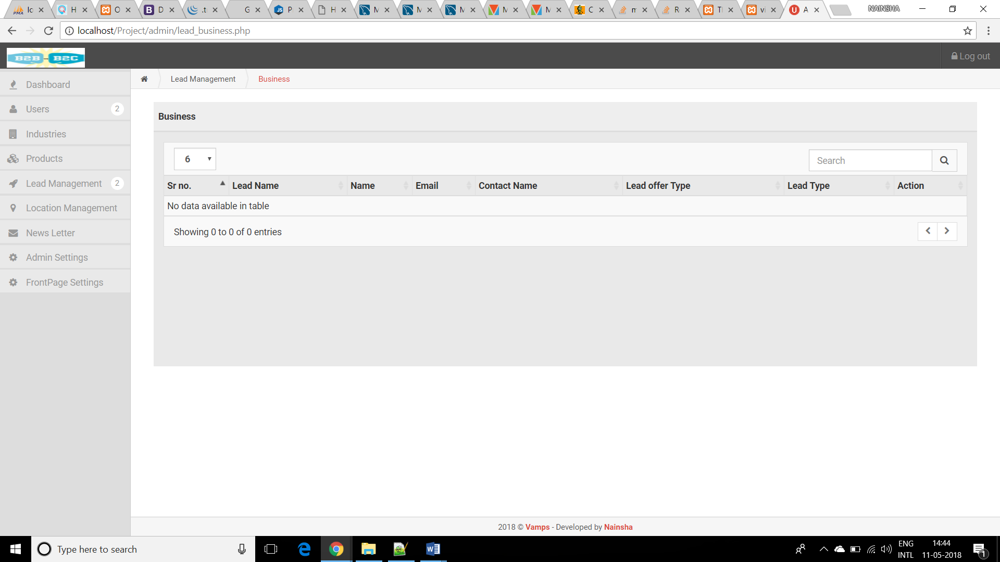 PMA Ic H O D .ti G Pl H M M M M M C m R Tl vi A NAINSHA
localhost/Project/admin/lead_business.php
B2B - B2C
Log out
Lead Management Business
Dashboard
Users 2
Industries
Products
Lead Management 2
Location Management
News Letter
Admin Settings
FrontPage Settings
Business
6 Search
Sr no. Lead Name Name Email Contact Name Lead offer Type Lead Type Action
No data available in table
Showing 0 to 0 of 0 entries
2018 © Vamps - Developed by Nainsha
Type here to search
ENG
INTL
14:44
11-05-2018
1